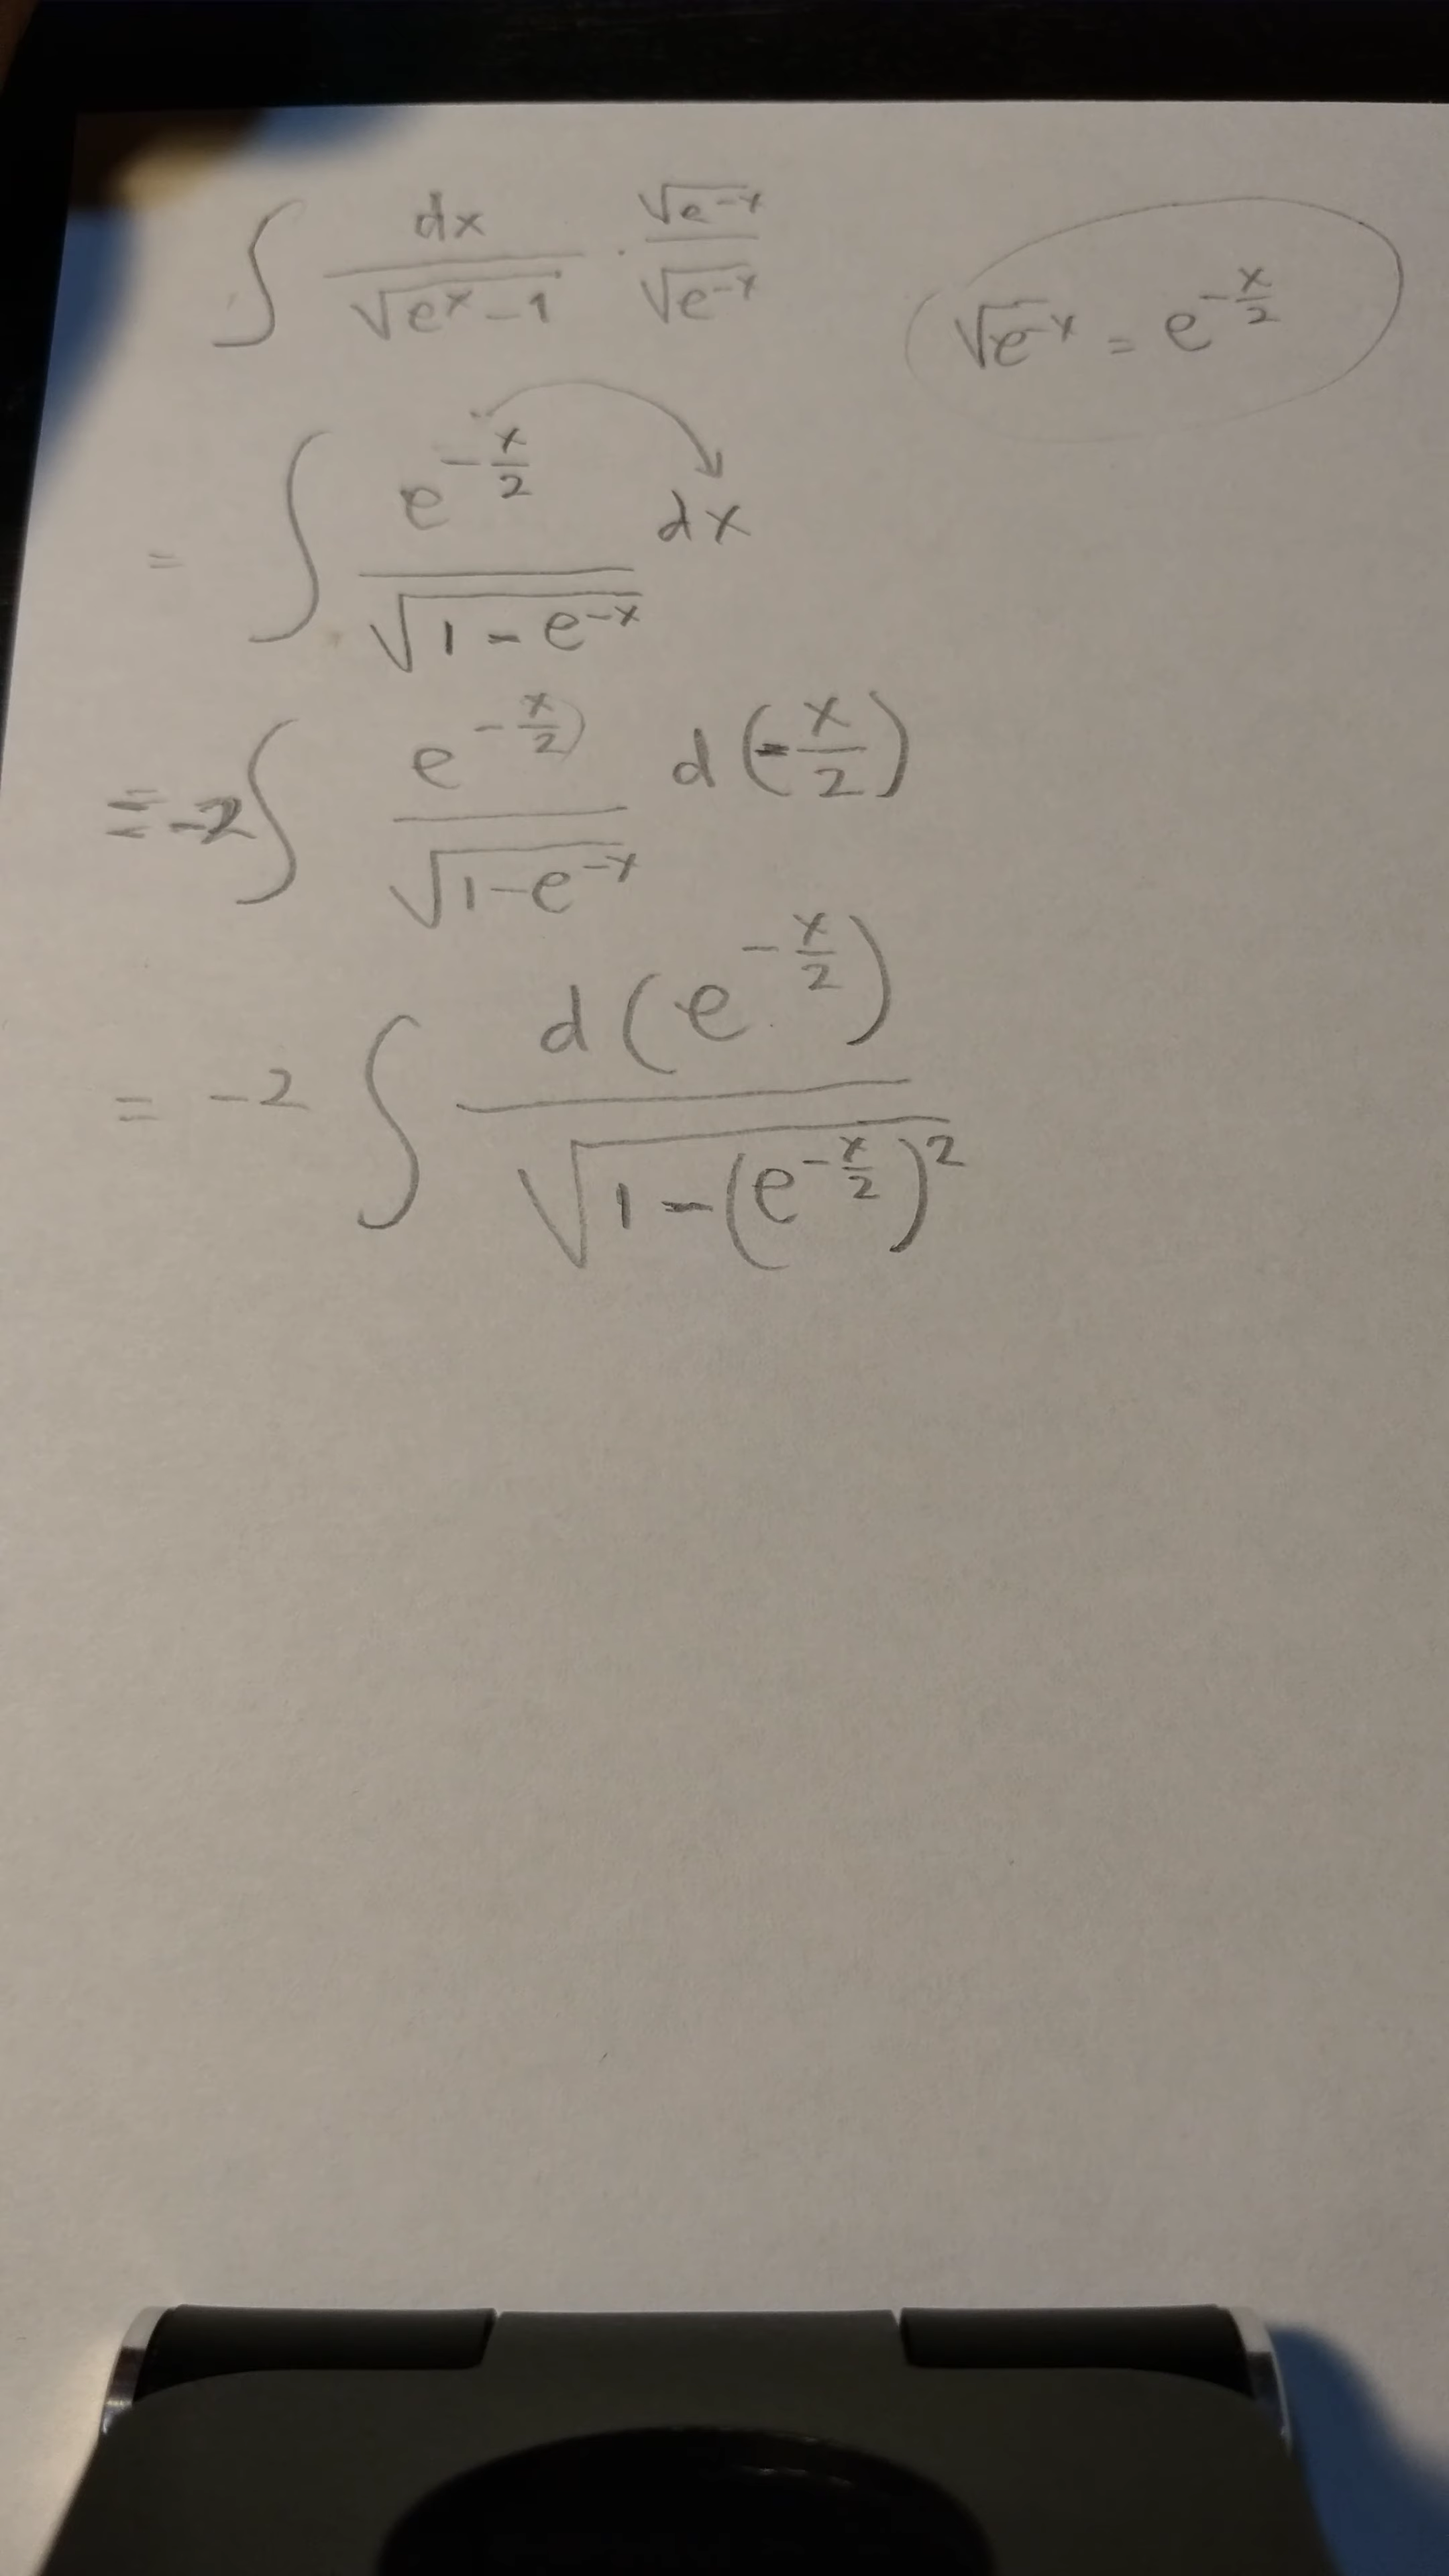 ∫ dx/√(eˣ-1) · √(e⁻ˣ)/√(e⁻ˣ)
√(e⁻ˣ) = e^(-x/2)
= ∫ e^(-x/2)/√(1-e⁻ˣ) dx
= -2∫ e^(-x/2)/√(1-e⁻ˣ) d(-x/2)
= -2 ∫ d(e^(-x/2))/√(1-(e^(-x/2))²)